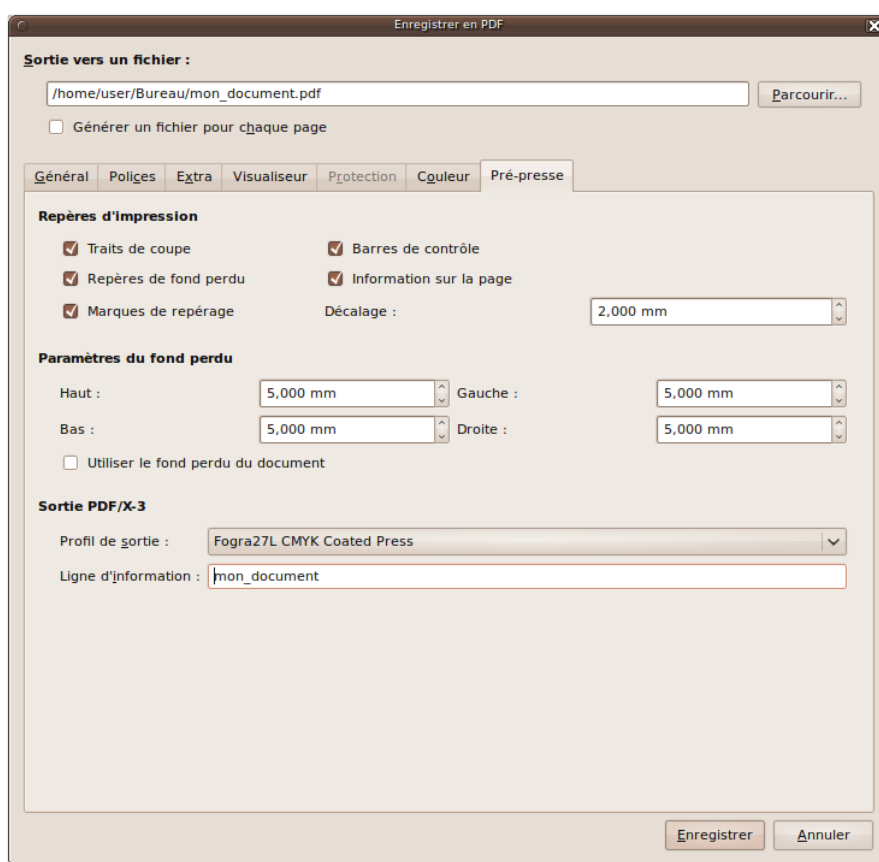 Enregistrer en PDF
Sortie vers un fichier :
/home/user/Bureau/mon_document.pdf Parcourir...
Générer un fichier pour chaque page
Général Polices Extra Visualiseur Protection Couleur Pré-presse
Repères d'impression
Traits de coupe Barres de contrôle
Repères de fond perdu Information sur la page
Marques de repérage Décalage : 2,000 mm
Paramètres du fond perdu
Haut : 5,000 mm Gauche : 5,000 mm
Bas : 5,000 mm Droite : 5,000 mm
Utiliser le fond perdu du document
Sortie PDF/X-3
Profil de sortie : Fogra27L CMYK Coated Press
Ligne d'information : mon_document
Enregistrer Annuler